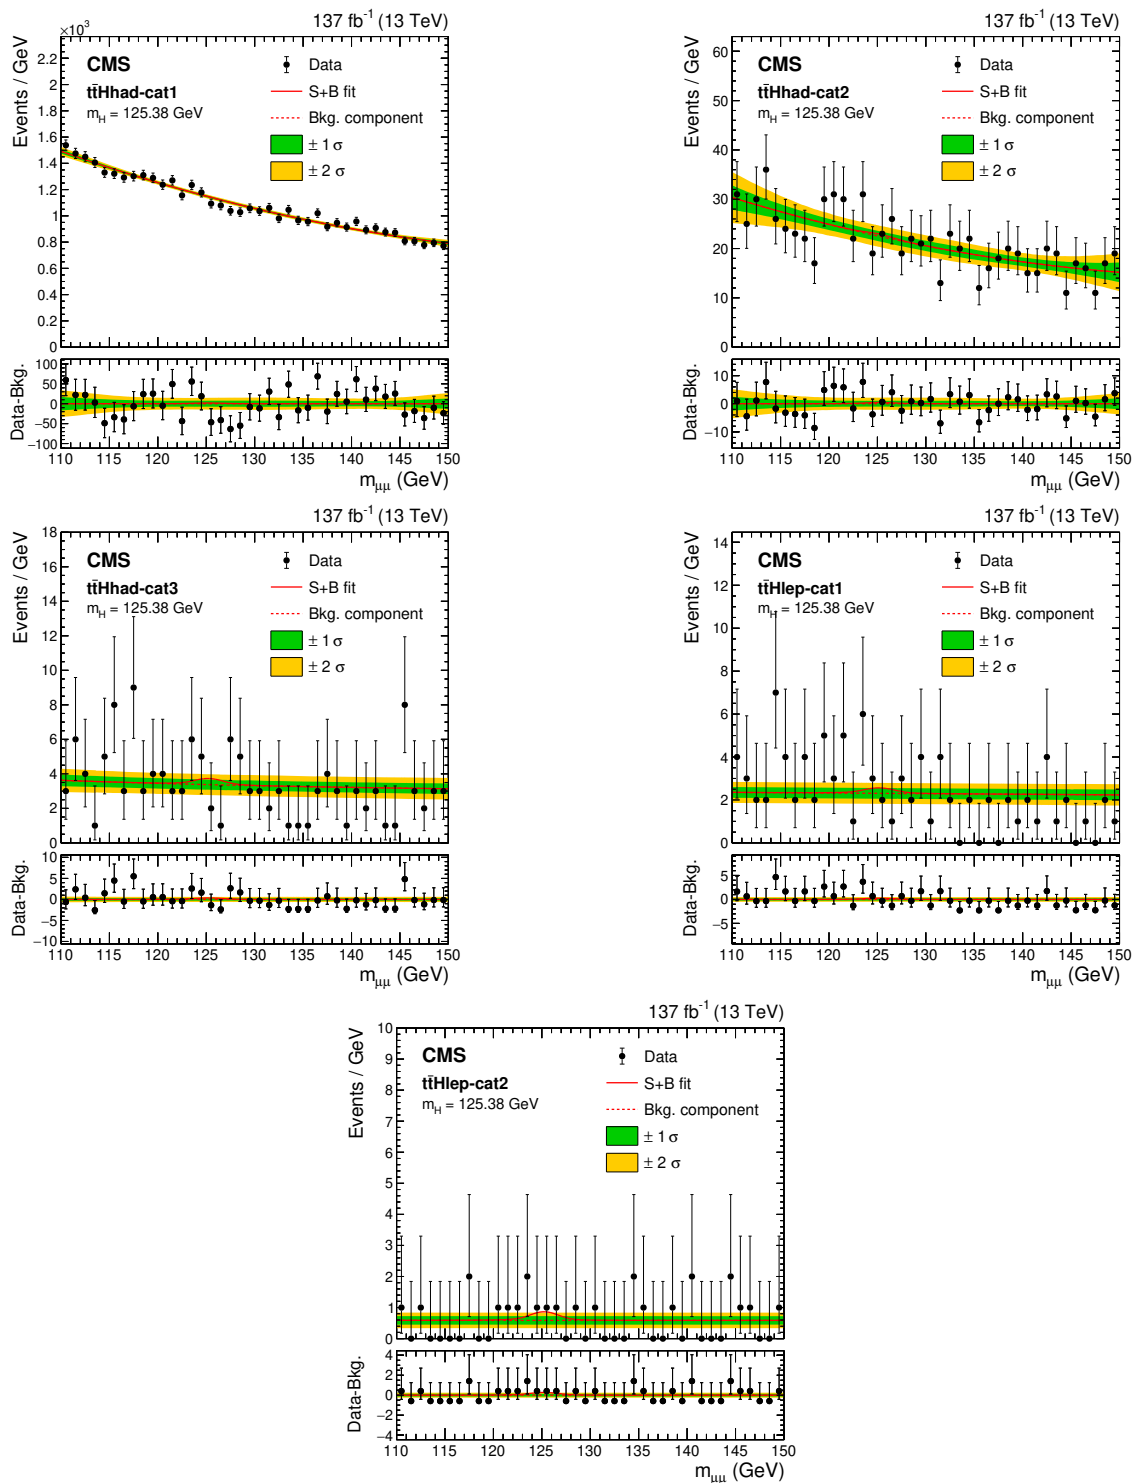 137 fb⁻¹ (13 TeV)
×10³
Events / GeV
CMS
tt̄Hhad-cat1
m_H = 125.38 GeV
Data
S+B fit
Bkg. component
± 1 σ
± 2 σ
2.2
2
1.8
1.6
1.4
1.2
1
0.8
0.6
0.4
0.2
0
Data-Bkg.
100
50
0
−50
−100
110 115 120 125 130 135 140 145 150
m_μμ (GeV)
137 fb⁻¹ (13 TeV)
Events / GeV
CMS
tt̄Hhad-cat2
m_H = 125.38 GeV
Data
S+B fit
Bkg. component
± 1 σ
± 2 σ
60
50
40
30
20
10
0
Data-Bkg.
10
0
−10
110 115 120 125 130 135 140 145 150
m_μμ (GeV)
137 fb⁻¹ (13 TeV)
Events / GeV
CMS
tt̄Hhad-cat3
m_H = 125.38 GeV
Data
S+B fit
Bkg. component
± 1 σ
± 2 σ
18
16
14
12
10
8
6
4
2
0
Data-Bkg.
10
5
0
−5
−10
110 115 120 125 130 135 140 145 150
m_μμ (GeV)
137 fb⁻¹ (13 TeV)
Events / GeV
CMS
tt̄Hlep-cat1
m_H = 125.38 GeV
Data
S+B fit
Bkg. component
± 1 σ
± 2 σ
14
12
10
8
6
4
2
0
Data-Bkg.
5
0
−5
110 115 120 125 130 135 140 145 150
m_μμ (GeV)
137 fb⁻¹ (13 TeV)
Events / GeV
CMS
tt̄Hlep-cat2
m_H = 125.38 GeV
Data
S+B fit
Bkg. component
± 1 σ
± 2 σ
10
9
8
7
6
5
4
3
2
1
0
Data-Bkg.
4
2
0
−2
−4
110 115 120 125 130 135 140 145 150
m_μμ (GeV)